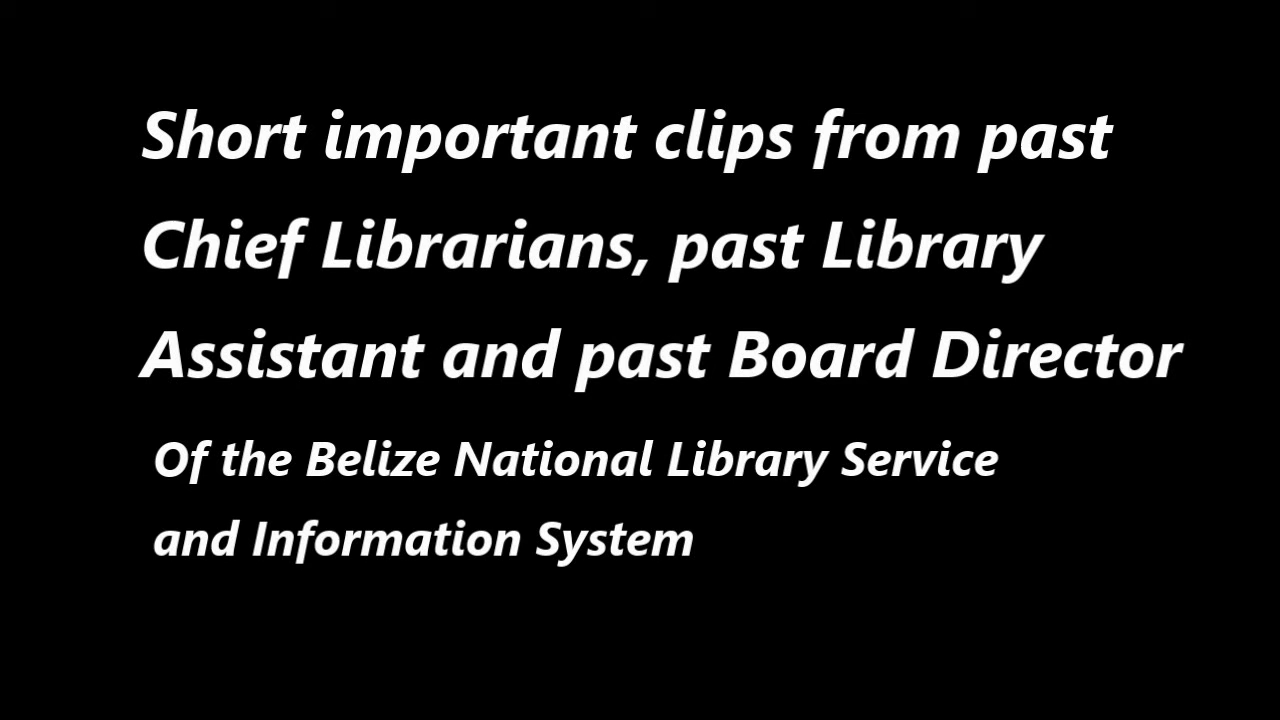 Short important clips from past
Chief Librarians, past Library
Assistant and past Board Director
Of the Belize National Library Service
and Information System